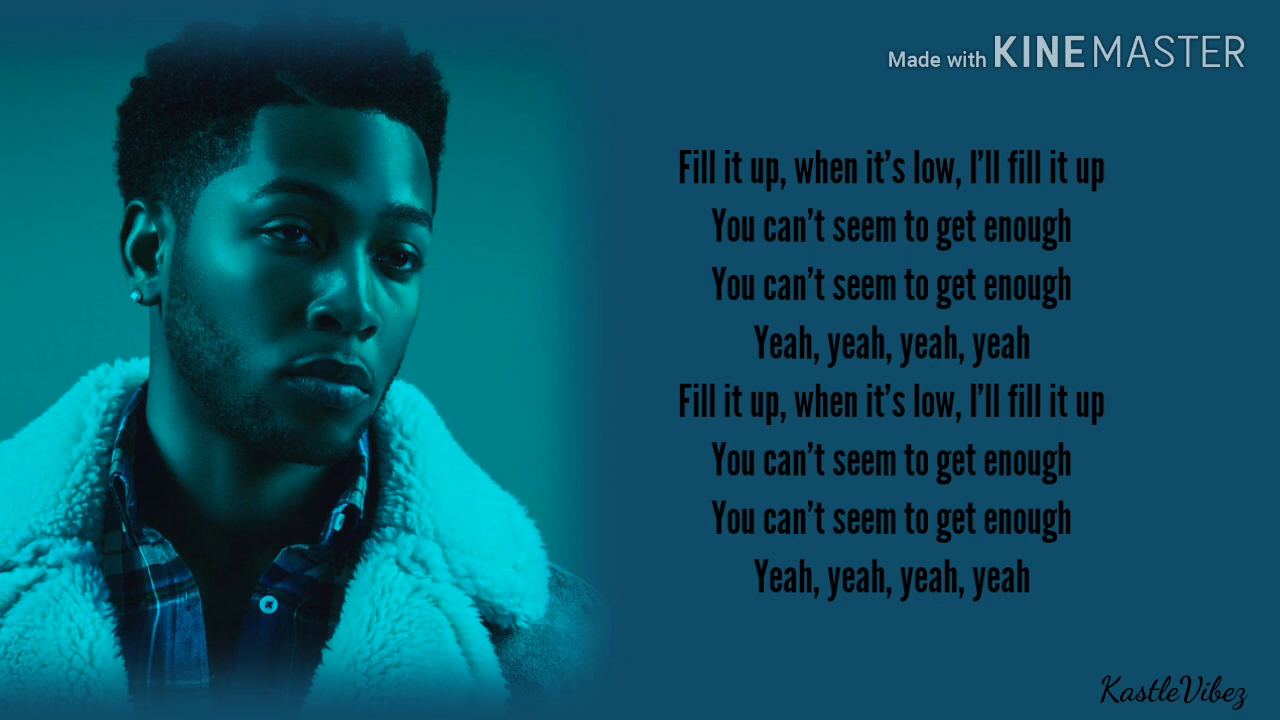 Made with KINEMASTER
Fill it up, when it's low, I'll fill it up
You can't seem to get enough
You can't seem to get enough
Yeah, yeah, yeah, yeah
Fill it up, when it's low, I'll fill it up
You can't seem to get enough
You can't seem to get enough
Yeah, yeah, yeah, yeah
KastleVibez